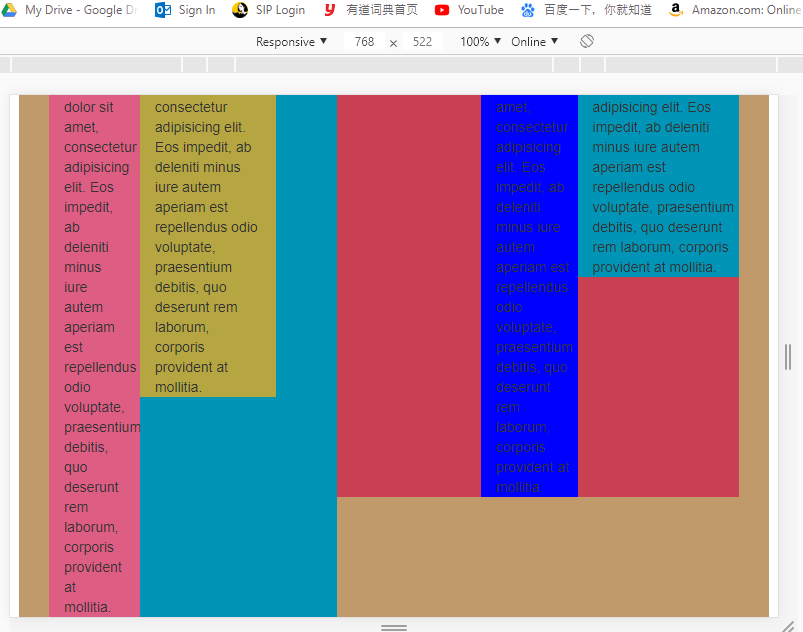 My Drive - Google Dr
Sign In
SIP Login
有道词典首页
YouTube
百度一下，你就知道
Amazon.com: Online
Responsive ▼
768 × 522
100% ▼
Online ▼
dolor sit
amet,
consectetur
adipisicing
elit. Eos
impedit,
ab
deleniti
minus
iure
autem
aperiam
est
repellendus
odio
voluptate,
praesentium
debitis,
quo
deserunt
rem
laborum,
corporis
provident
at
mollitia.
consectetur
adipisicing elit.
Eos impedit, ab
deleniti minus
iure autem
aperiam est
repellendus odio
voluptate,
praesentium
debitis, quo
deserunt rem
laborum,
corporis
provident at
mollitia.
amet,
consectetur
adipisicing
elit. Eos
impedit, ab
deleniti
minus iure
autem
aperiam est
repellendus
odio
voluptate,
praesentium
debitis, quo
deserunt
rem
laborum,
corporis
provident at
mollitia.
adipisicing elit. Eos
impedit, ab deleniti
minus iure autem
aperiam est
repellendus odio
voluptate, praesentium
debitis, quo deserunt
rem laborum, corporis
provident at mollitia.